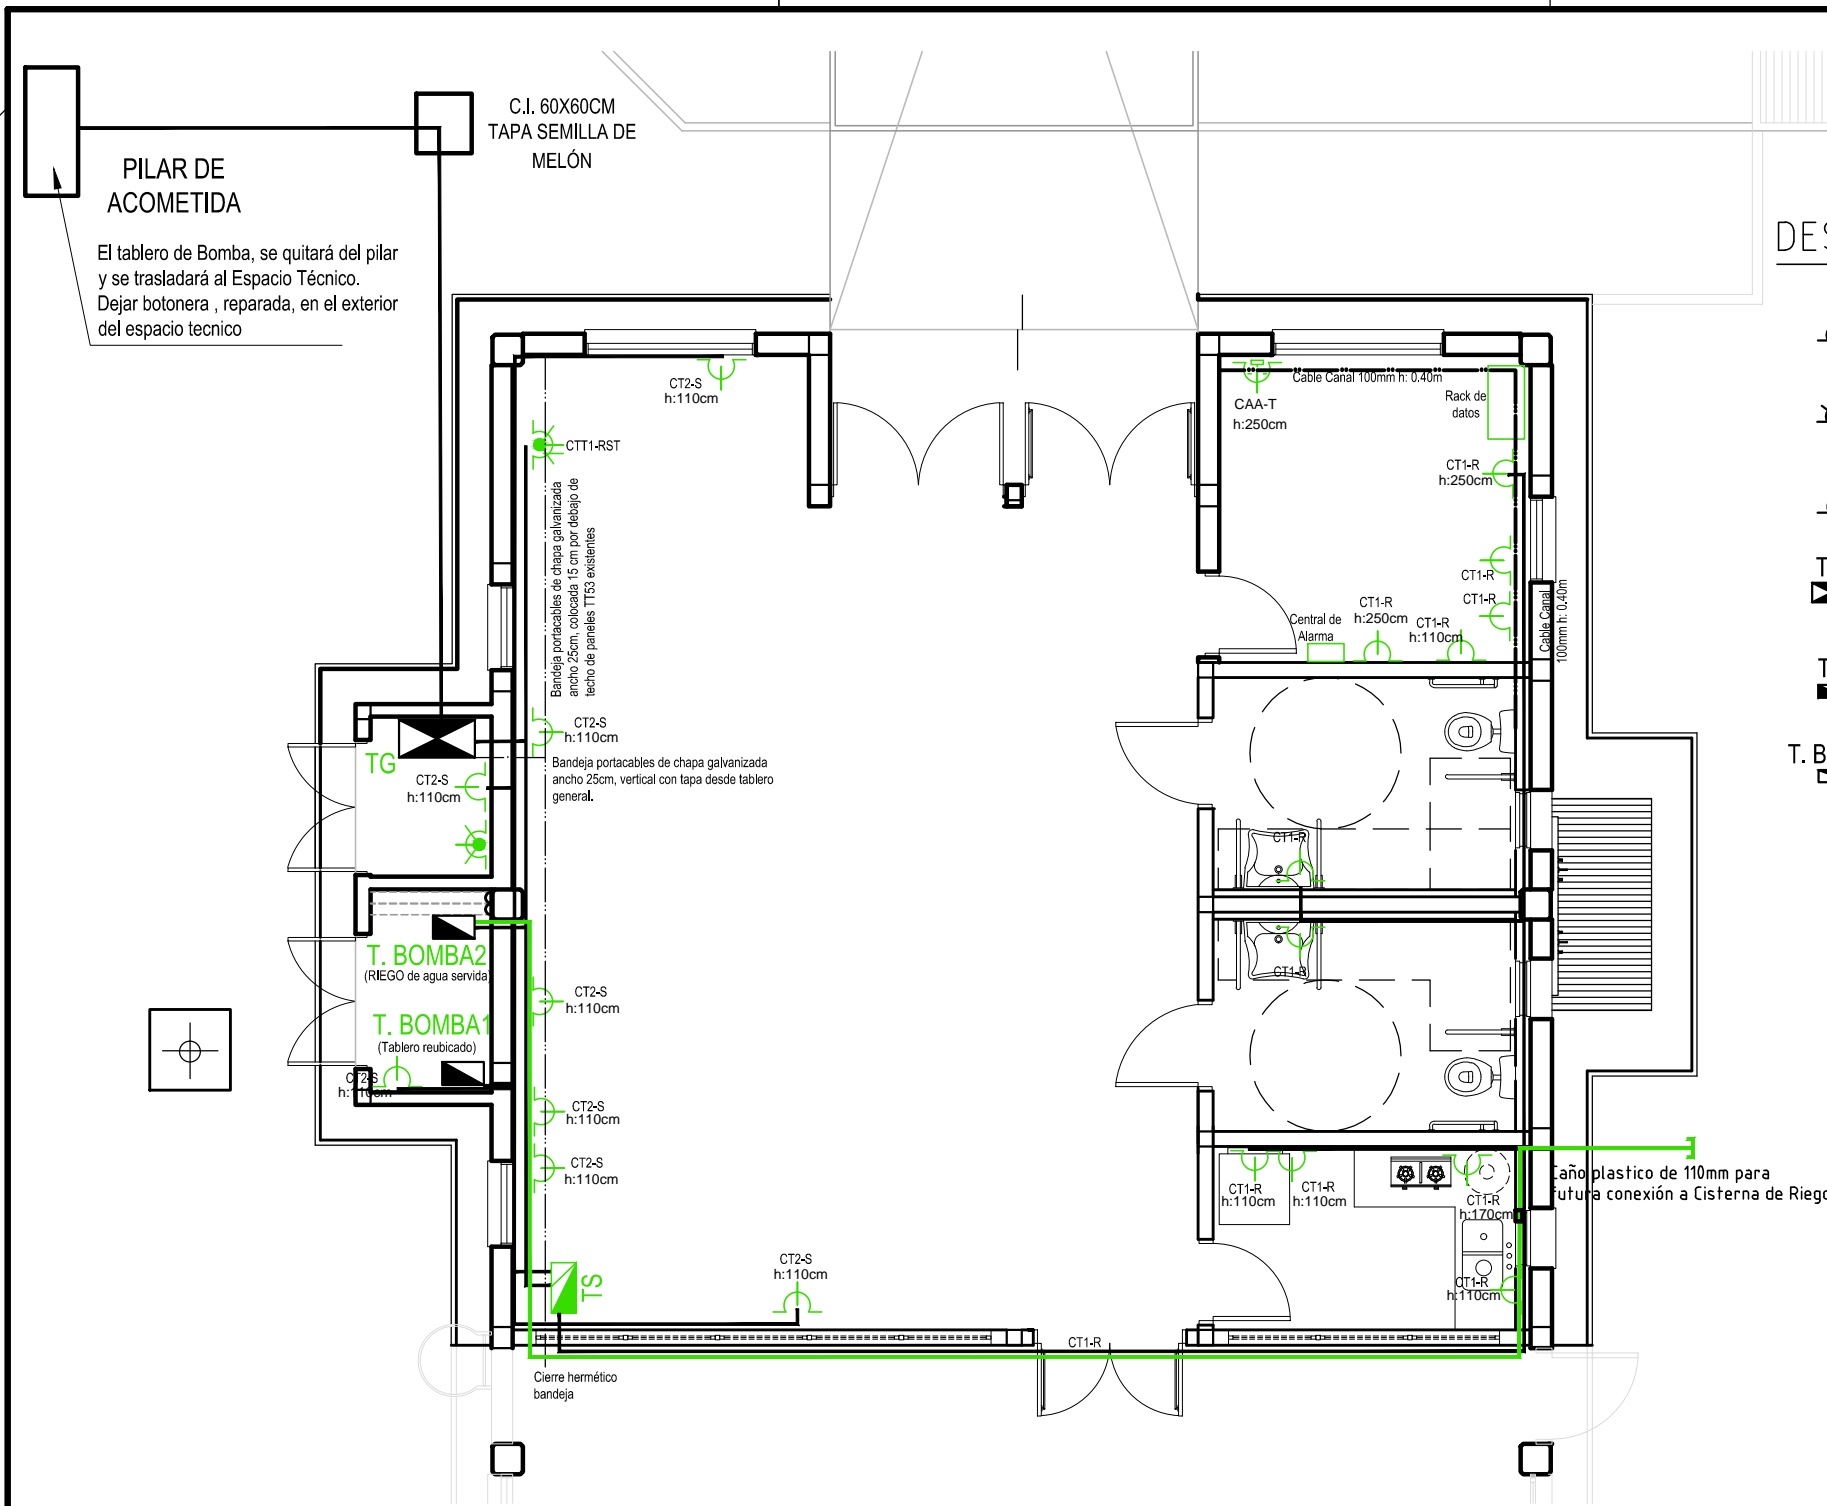 C.I. 60X60CM
TAPA SEMILLA DE
MELÓN
PILAR DE
ACOMETIDA
El tablero de Bomba, se quitará del pilar
y se trasladará al Espacio Técnico.
Dejar botonera , reparada, en el exterior
del espacio tecnico
DES
CT2-S
h:110cm
CTT1-RST
Bandeja portacables de chapa galvanizada
ancho 25cm, colocada 15 cm por debajo de
techo de paneles TT53 existentes
CAA-T
h:250cm
Cable Canal 100mm h: 0.40m
Rack de
datos
CT1-R
h:250cm
CT1-R
CT1-R
Cable Canal
100mm h: 0.40m
Central de
Alarma
CT1-R
h:250cm
CT1-R
h:110cm
T
T
T. B
TG
CT2-S
h:110cm
CT2-S
h:110cm
Bandeja portacables de chapa galvanizada
ancho 25cm, vertical con tapa desde tablero
general.
CT1-R
T. BOMBA2
(RIEGO de agua servida)
CT1-R
CT2-S
h:110cm
T. BOMBA1
(Tablero reubicado)
CT2-S
h:110cm
CT2-S
h:110cm
CT2-S
h:110cm
CT1-R
h:110cm
CT1-R
h:110cm
CT1-R
h:170cm
Caño plastico de 110mm para
futura conexión a Cisterna de Riego
CT1-R
h:110cm
CT2-S
h:110cm
TS
CT1-R
Cierre hermético
bandeja